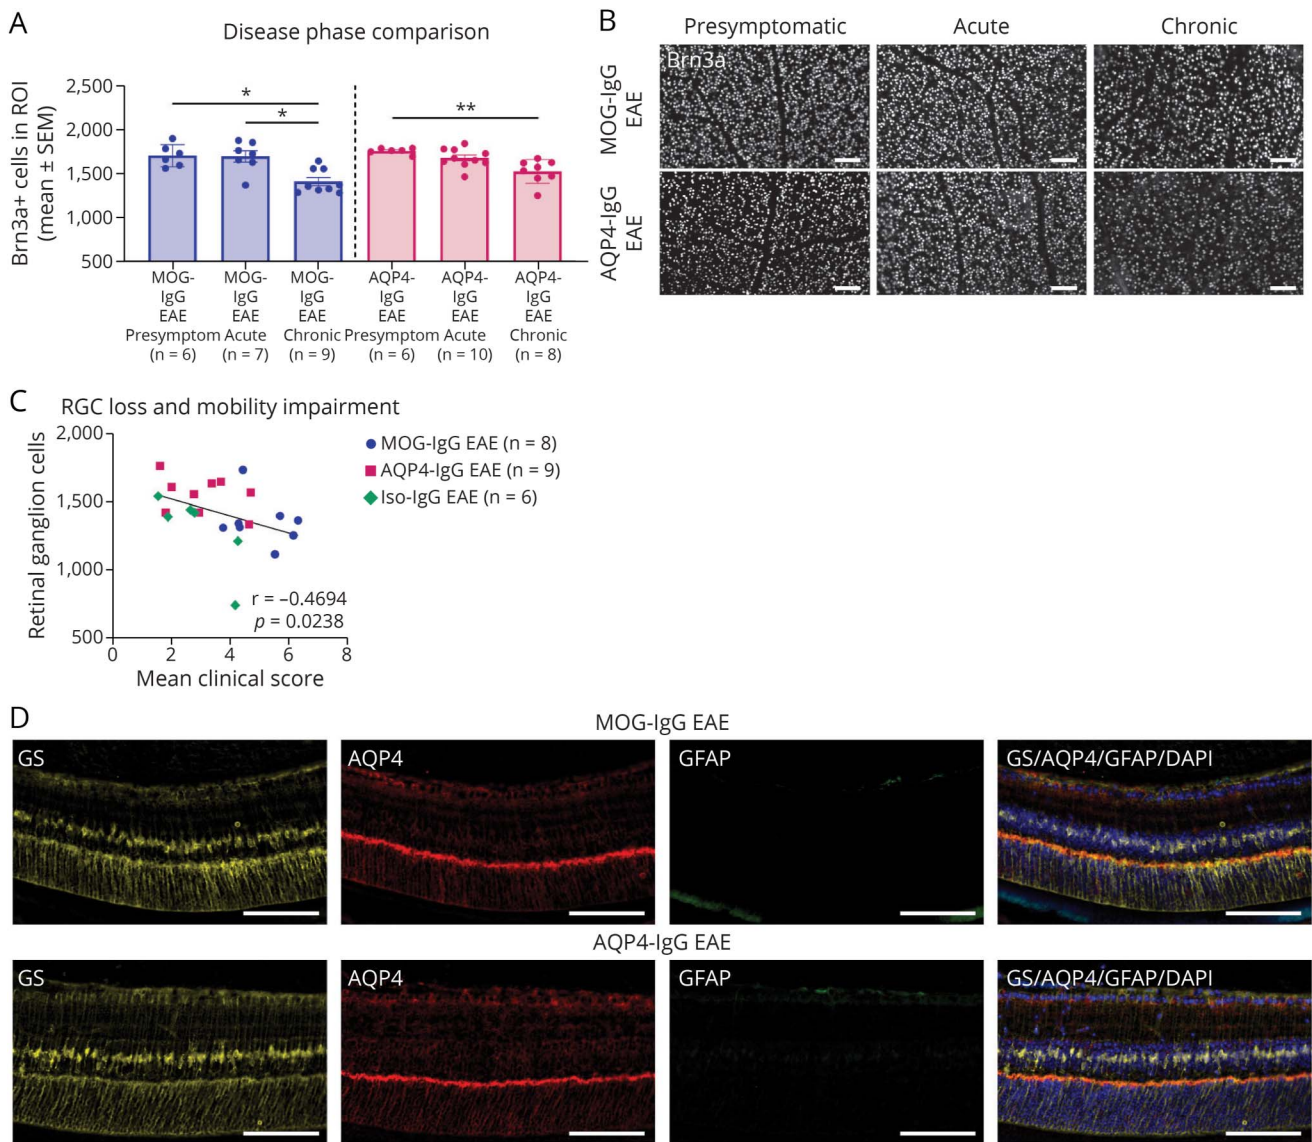 A
Disease phase comparison
Brn3a+ cells in ROI
(mean ± SEM)
2,500
2,000
1,500
1,000
500
*
*
**
MOG-
IgG
EAE
Presymptom
(n = 6)
MOG-
IgG
EAE
Acute
(n = 7)
MOG-
IgG
EAE
Chronic
(n = 9)
AQP4-
IgG
EAE
Presymptom
(n = 6)
AQP4-
IgG
EAE
Acute
(n = 10)
AQP4-
IgG
EAE
Chronic
(n = 8)
B
Presymptomatic
Acute
Chronic
MOG-IgG
EAE
Brn3a
AQP4-IgG
EAE
C
RGC loss and mobility impairment
Retinal ganglion cells
2,000
1,500
1,000
500
0
2
4
6
8
Mean clinical score
r = –0.4694
p = 0.0238
MOG-IgG EAE (n = 8)
AQP4-IgG EAE (n = 9)
Iso-IgG EAE (n = 6)
D
MOG-IgG EAE
GS
AQP4
GFAP
GS/AQP4/GFAP/DAPI
AQP4-IgG EAE
GS
AQP4
GFAP
GS/AQP4/GFAP/DAPI